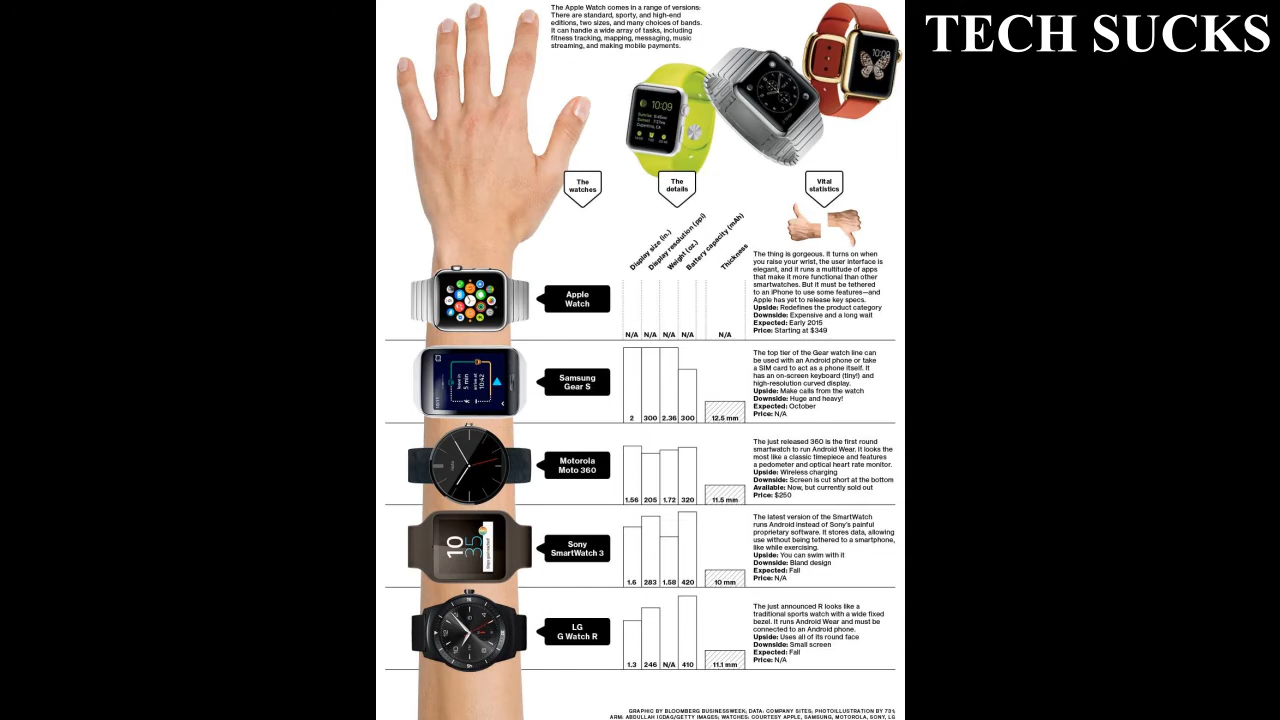 TECH SUCKS
The Apple Watch comes in a range of versions:
There are standard, sporty, and high-end
editions, two sizes, and many choices of bands.
It can handle a wide array of tasks, including
fitness tracking, mapping, messaging, music
streaming, and making mobile payments.
10:09
10:09
The
watches
The
details
Vital
statistics
Display size (in.)
Display resolution (ppi)
Weight (oz.)
Battery capacity (mAh)
Thickness
Apple
Watch
N/A N/A N/A N/A N/A
The thing is gorgeous. It turns on when
you raise your wrist, the user interface is
elegant, and it runs a multitude of apps
that make it more functional than other
smartwatches. But it must be tethered
to an iPhone to use some features—and
Apple has yet to release key specs.
Upside: Redefines the product category
Downside: Expensive and a long wait
Expected: Early 2015
Price: Starting at $349
Samsung
Gear S
2 300 2.36 300 12.5 mm
The top tier of the Gear watch line can
be used with an Android phone or take
a SIM card to act as a phone itself. It
has an on-screen keyboard (tiny!) and
high-resolution curved display.
Upside: Make calls from the watch
Downside: Huge and heavy!
Expected: October
Price: N/A
Motorola
Moto 360
1.56 205 1.72 320 11.5 mm
The just released 360 is the first round
smartwatch to run Android Wear. It looks the
most like a classic timepiece and features
a pedometer and optical heart rate monitor.
Upside: Wireless charging
Downside: Screen is cut short at the bottom
Available: Now, but currently sold out
Price: $250
10
35
Sony
SmartWatch 3
1.6 283 1.58 420 10 mm
The latest version of the SmartWatch
runs Android instead of Sony's painful
proprietary software. It stores data, allowing
use without being tethered to a smartphone,
like while exercising.
Upside: You can swim with it
Downside: Bland design
Expected: Fall
Price: N/A
LG
G Watch R
1.3 246 N/A 410 11.1 mm
The just announced R looks like a
traditional sports watch with a wide fixed
bezel. It runs Android Wear and must be
connected to an Android phone.
Upside: Uses all of its round face
Downside: Small screen
Expected: Fall
Price: N/A
GRAPHIC BY BLOOMBERG BUSINESSWEEK; DATA: COMPANY SITES; PHOTOILLUSTRATION BY 731;
ARM: ABDULLAH ICDAG/GETTY IMAGES; WATCHES: COURTESY APPLE, SAMSUNG, MOTOROLA, SONY, LG